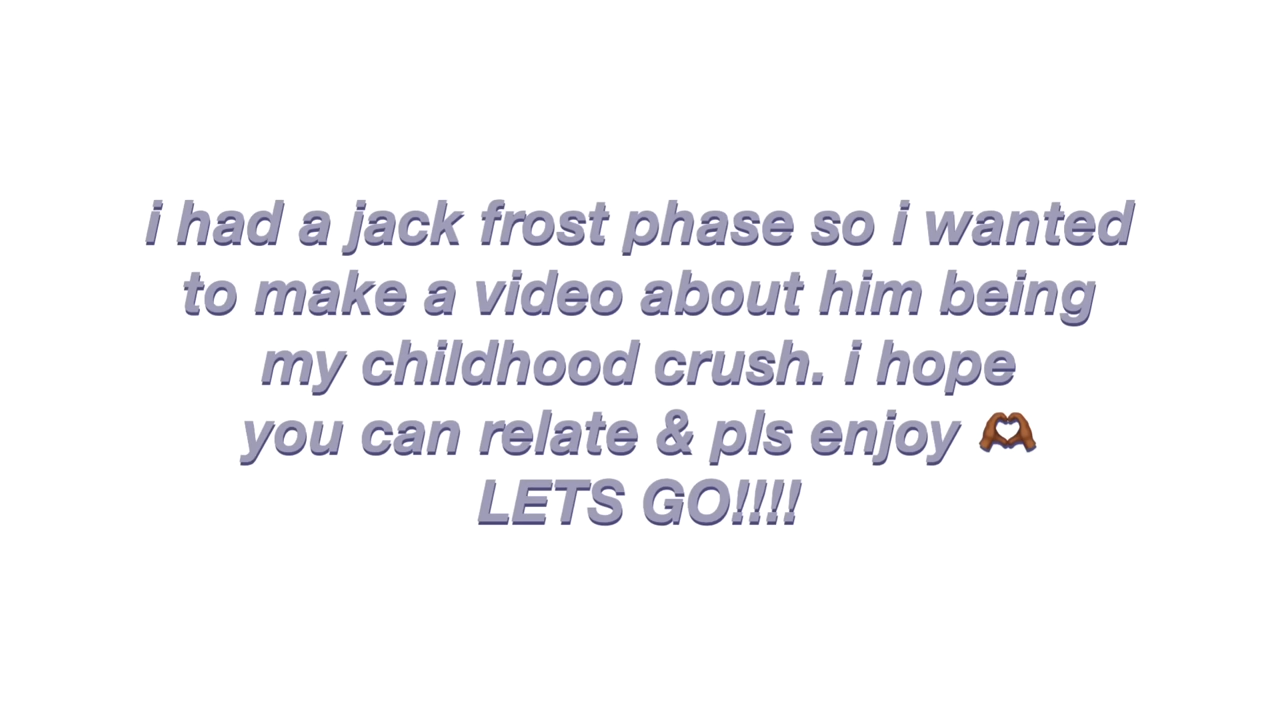 i had a jack frost phase so i wanted
to make a video about him being
my childhood crush. i hope
you can relate & pls enjoy 🫶🏾
LETS GO!!!!